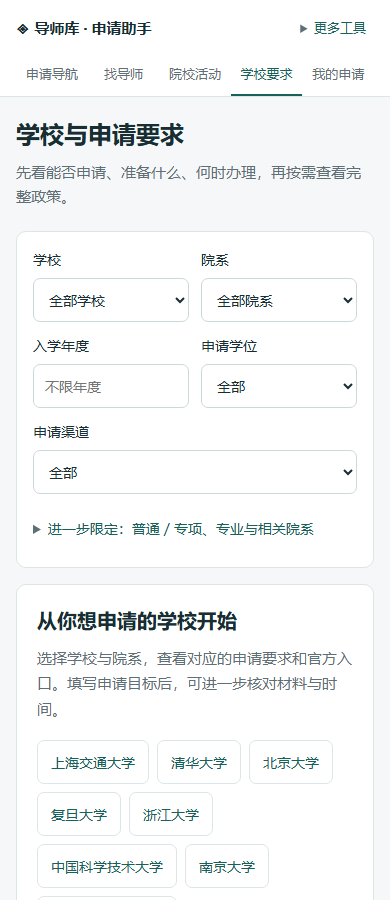 ◈ 导师库 · 申请助手
▶ 更多工具
申请导航 找导师 院校活动 学校要求 我的申请
学校与申请要求
先看能否申请、准备什么、何时办理，再按需查看完
整政策。
学校 院系
全部学校 全部院系
入学年度 申请学位
不限年度 全部
申请渠道
全部
▶ 进一步限定：普通 / 专项、专业与相关院系
从你想申请的学校开始
选择学校与院系，查看对应的申请要求和官方入
口。填写申请目标后，可进一步核对材料与时
间。
上海交通大学 清华大学 北京大学
复旦大学 浙江大学
中国科学技术大学 南京大学